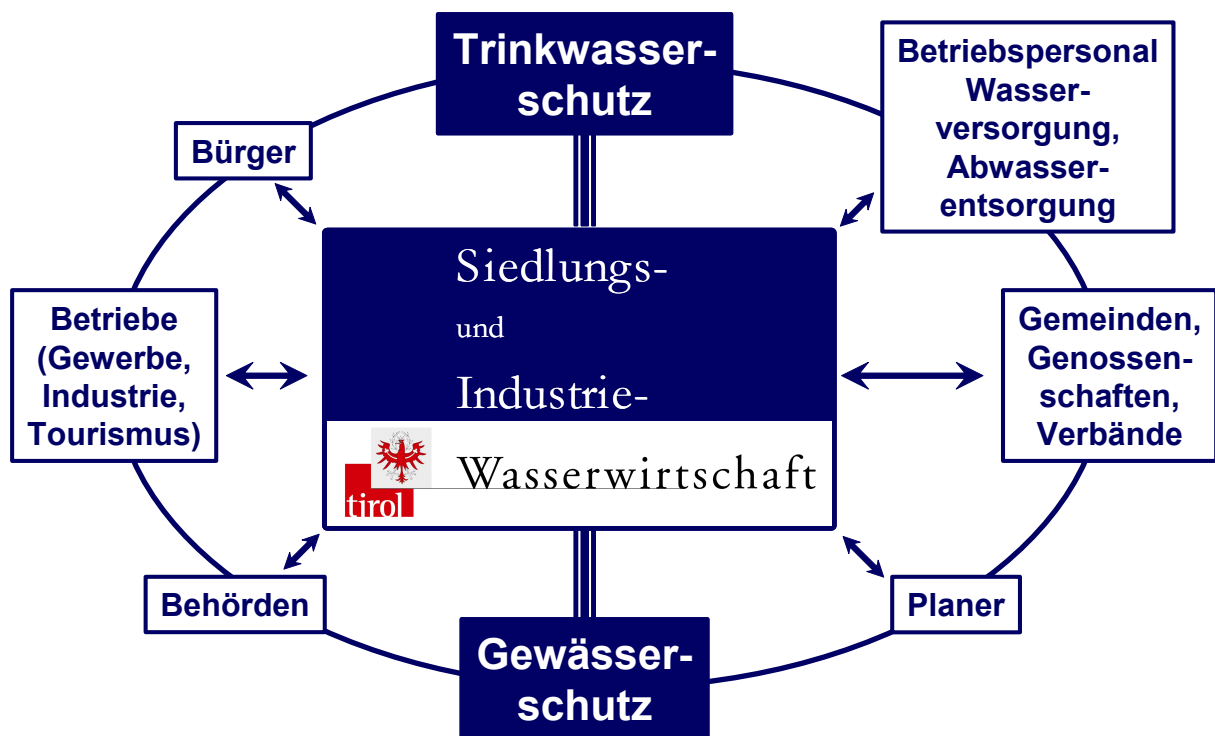 Trinkwasser-
schutz
Betriebspersonal
Wasser-
versorgung,
Abwasser-
entsorgung
Bürger
Siedlungs-
und
Industrie-
Wasserwirtschaft
tirol
Betriebe
(Gewerbe,
Industrie,
Tourismus)
Gemeinden,
Genossen-
schaften,
Verbände
Behörden
Planer
Gewässer-
schutz